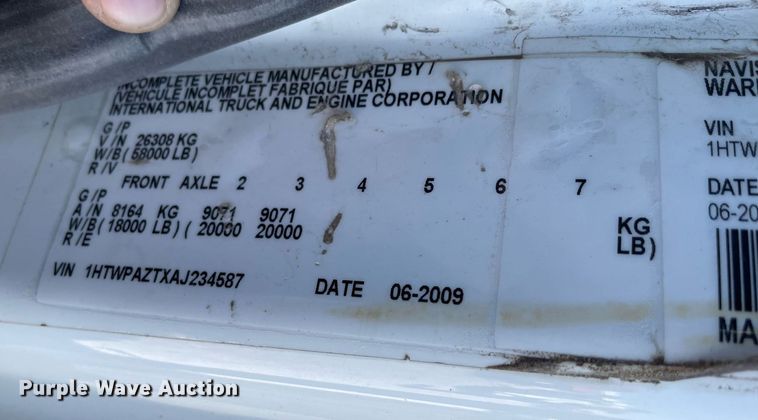 INCOMPLETE VEHICLE MANUFACTURED BY /
(VEHICULE INCOMPLET FABRIQUE PAR)
INTERNATIONAL TRUCK AND ENGINE CORPORATION
G / P
V / N 26308 KG
W/B ( 58000 LB)
R / V
FRONT AXLE 2 3 4 5 6 7
G / P
A / N 8164 KG 9071 9071 KG
W/B ( 18000 LB) ( 20000 20000 LB)
R / E
VIN 1HTWPAZTXAJ234587 DATE 06-2009
NAVIS
WARI
VIN
1HTW
DATE
06-20
MA
Purple Wave Auction